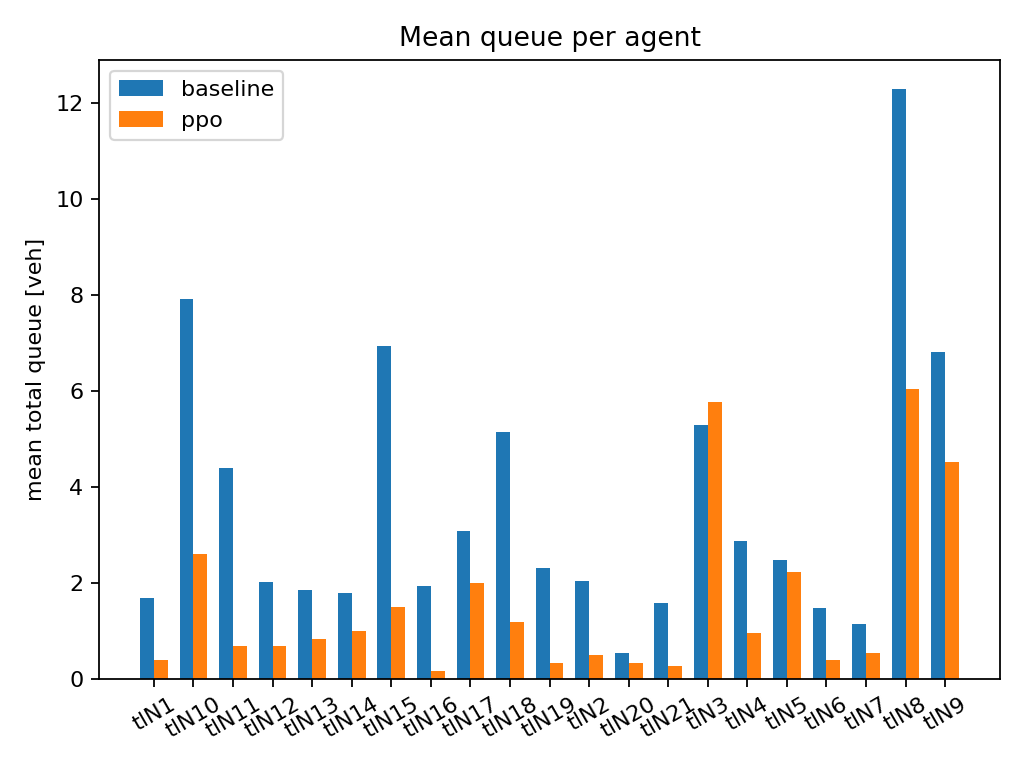 Mean queue per agent
baseline
ppo
mean total queue [veh]
12
10
8
6
4
2
0
tlN1 tlN10 tlN11 tlN12 tlN13 tlN14 tlN15 tlN16 tlN17 tlN18 tlN19 tlN2 tlN20 tlN21 tlN3 tlN4 tlN5 tlN6 tlN7 tlN8 tlN9